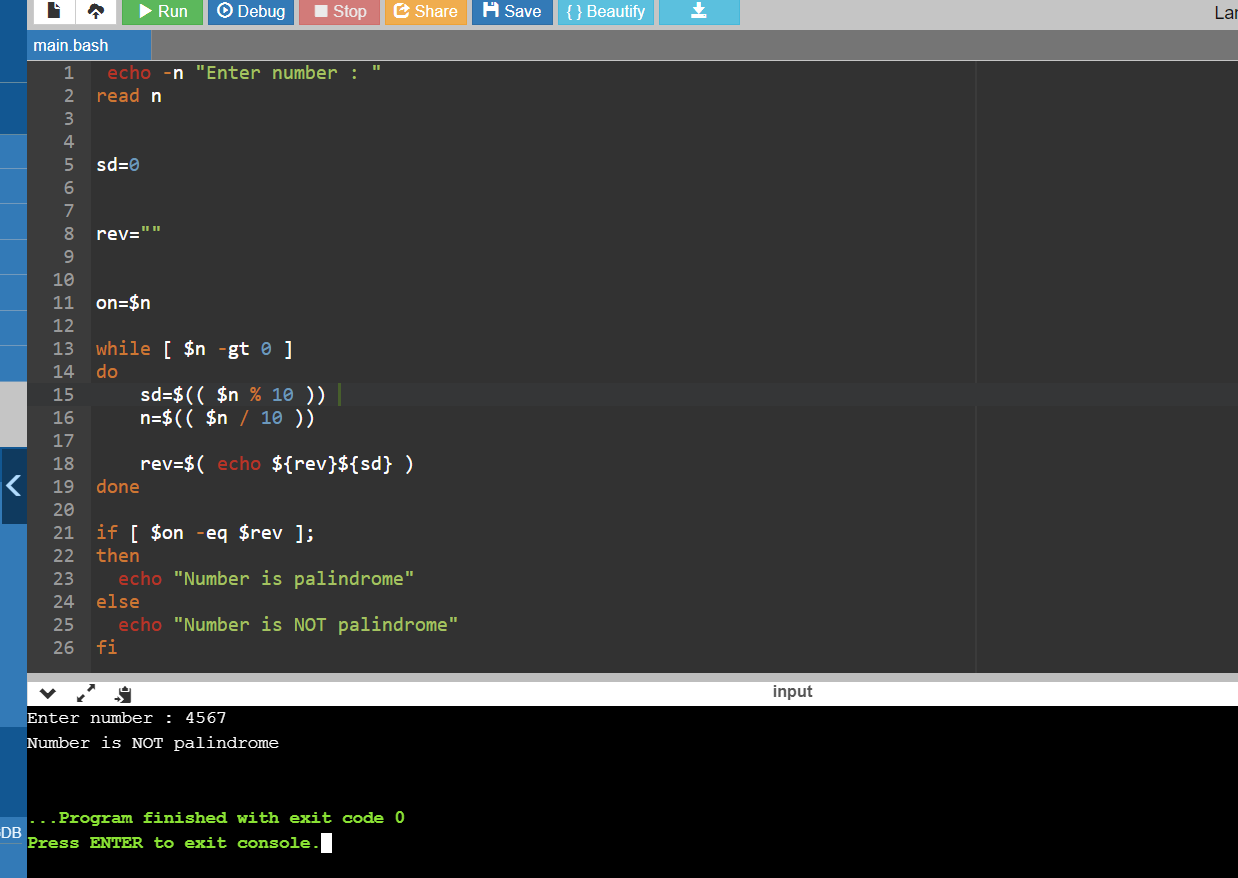 Run Debug Stop Share Save { } Beautify
main.bash
1 echo -n "Enter number : "
2 read n
3
4
5 sd=0
6
7
8 rev=""
9
10
11 on=$n
12
13 while [ $n -gt 0 ]
14 do
15 sd=$(( $n % 10 ))
16 n=$(( $n / 10 ))
17
18 rev=$( echo ${rev}${sd} )
19 done
20
21 if [ $on -eq $rev ];
22 then
23 echo "Number is palindrome"
24 else
25 echo "Number is NOT palindrome"
26 fi
input
Enter number : 4567
Number is NOT palindrome
...Program finished with exit code 0
DB
Press ENTER to exit console.